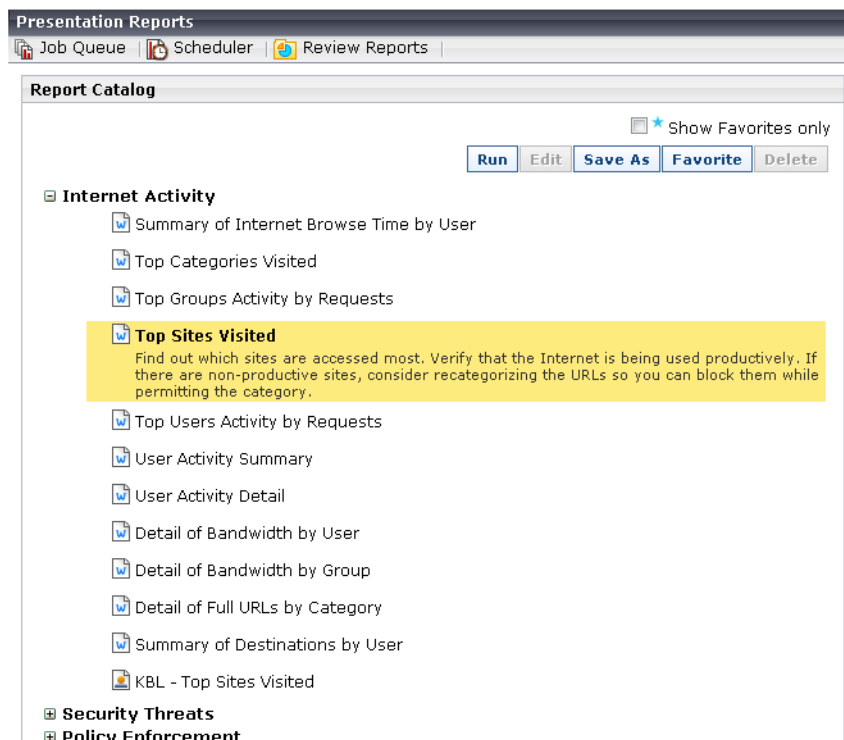 Presentation Reports
Job Queue | Scheduler | Review Reports |
Report Catalog
Show Favorites only
Run Edit Save As Favorite Delete
Internet Activity
Summary of Internet Browse Time by User
Top Categories Visited
Top Groups Activity by Requests
Top Sites Visited
Find out which sites are accessed most. Verify that the Internet is being used productively. If
there are non-productive sites, consider recategorizing the URLs so you can block them while
permitting the category.
Top Users Activity by Requests
User Activity Summary
User Activity Detail
Detail of Bandwidth by User
Detail of Bandwidth by Group
Detail of Full URLs by Category
Summary of Destinations by User
KBL - Top Sites Visited
Security Threats
Policy Enforcement